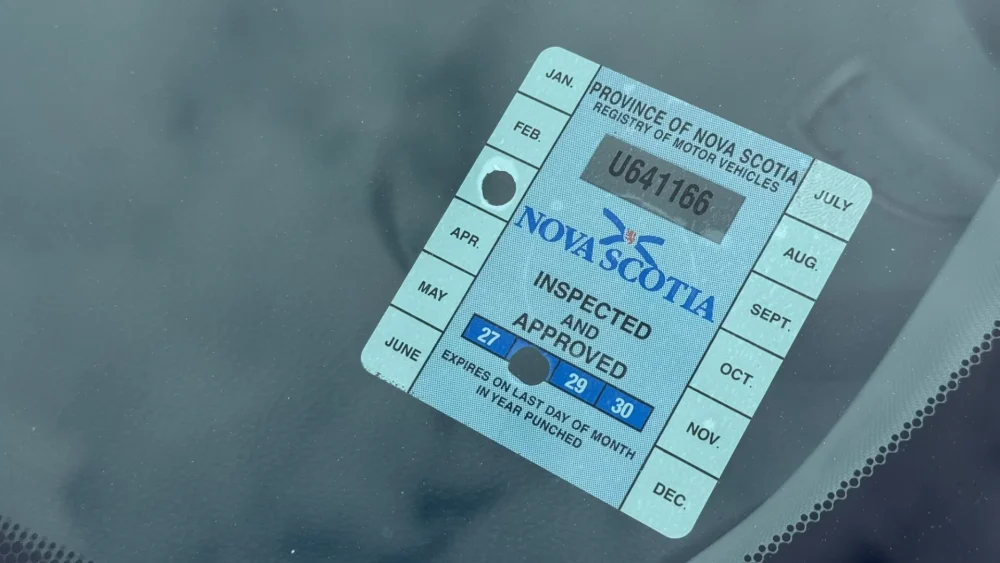 JAN.
FEB.
APR.
MAY
JUNE
PROVINCE OF NOVA SCOTIA
REGISTRY OF MOTOR VEHICLES
U641166
NOVA SCOTIA
INSPECTED
AND
APPROVED
27 29 30
EXPIRES ON LAST DAY OF MONTH
IN YEAR PUNCHED
JULY
AUG.
SEPT.
OCT.
NOV.
DEC.